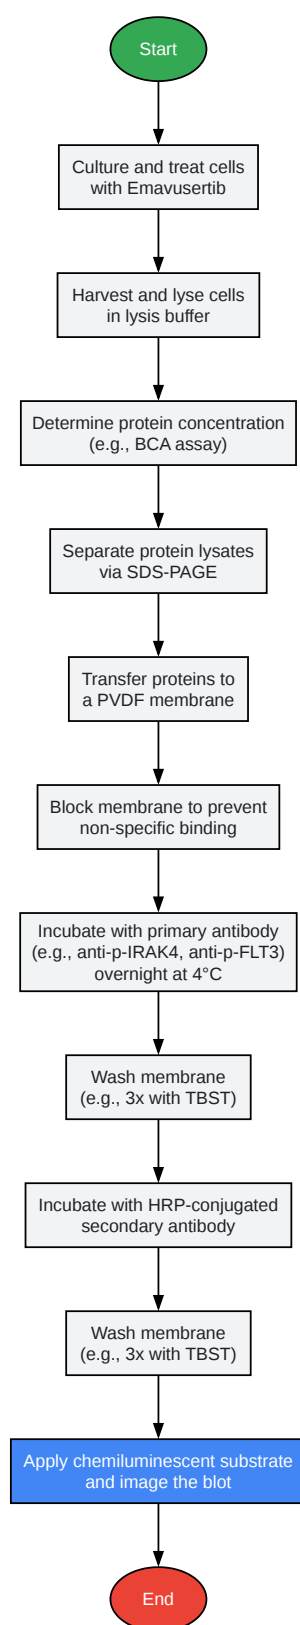 Start
Culture and treat cells
with Emavusertib
Harvest and lyse cells
in lysis buffer
Determine protein concentration
(e.g., BCA assay)
Separate protein lysates
via SDS-PAGE
Transfer proteins to
a PVDF membrane
Block membrane to prevent
non-specific binding
Incubate with primary antibody
(e.g., anti-p-IRAK4, anti-p-FLT3)
overnight at 4°C
Wash membrane
(e.g., 3x with TBST)
Incubate with HRP-conjugated
secondary antibody
Wash membrane
(e.g., 3x with TBST)
Apply chemiluminescent substrate
and image the blot
End